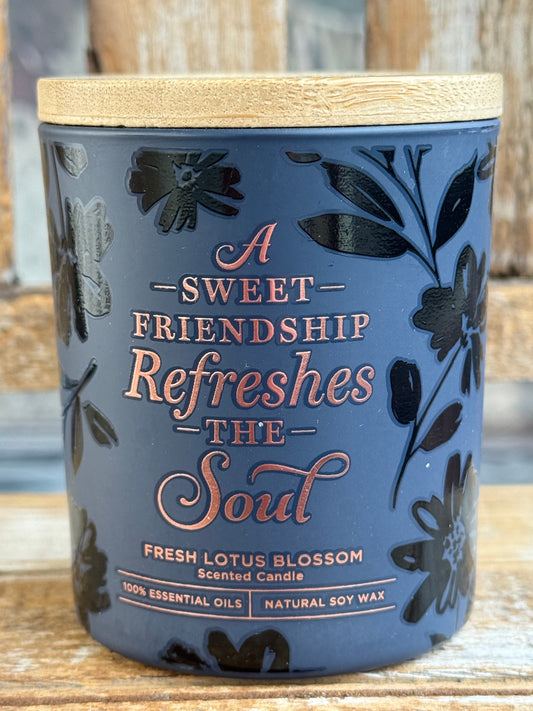 A
SWEET
FRIENDSHIP
Refreshes
THE
Soul
FRESH LOTUS BLOSSOM
Scented Candle
100% ESSENTIAL OILS | NATURAL SOY WAX